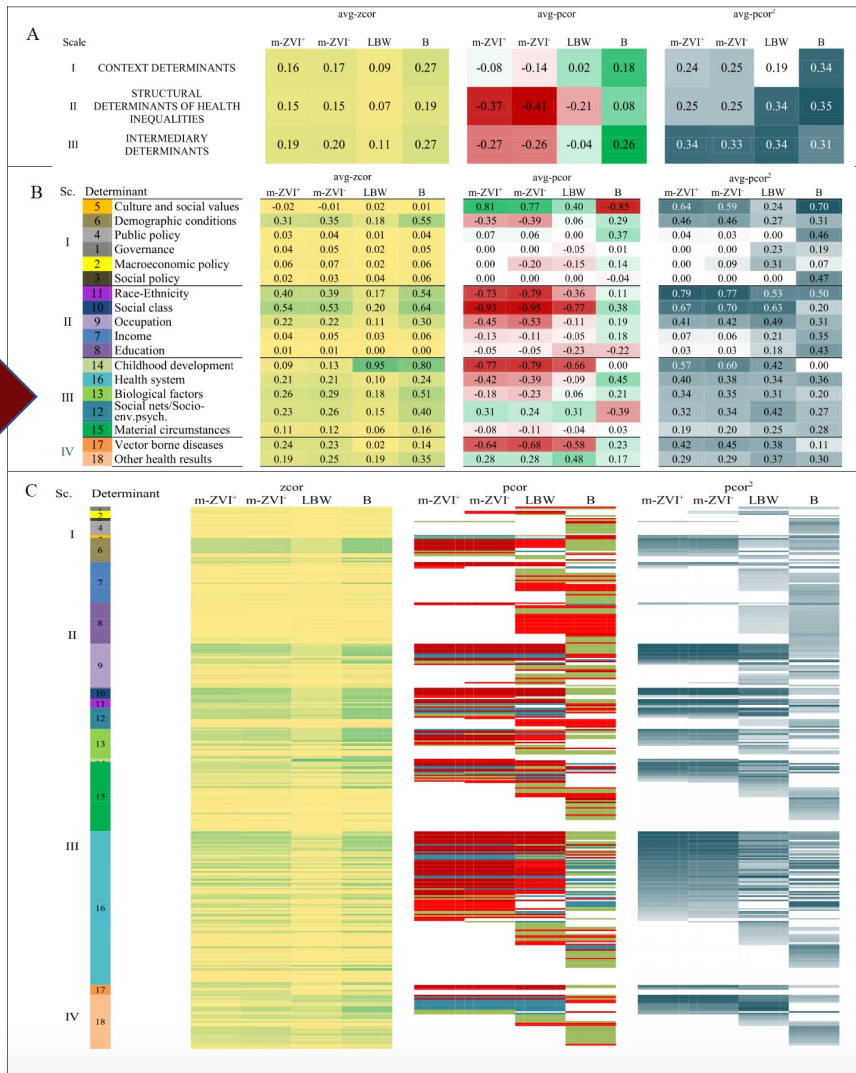 avg-zcor avg-pcor avg-pcor²
A
Scale m-ZVI⁺ m-ZVI⁻ LBW B m-ZVI⁺ m-ZVI⁻ LBW B m-ZVI⁺ m-ZVI⁻ LBW B
I CONTEXT DETERMINANTS 0.16 0.17 0.09 0.27 -0.08 -0.14 0.02 0.18 0.24 0.25 0.19 0.34
STRUCTURAL
II DETERMINANTS OF HEALTH 0.15 0.15 0.07 0.19 -0.37 -0.41 -0.21 0.08 0.25 0.25 0.34 0.35
INEQUALITIES
III INTERMEDIARY 0.19 0.20 0.11 0.27 -0.27 -0.26 -0.04 0.26 0.34 0.33 0.34 0.31
DETERMINANTS
avg-zcor avg-pcor avg-pcor²
B Sc. Determinant m-ZVI⁺ m-ZVI⁻ LBW B m-ZVI⁺ m-ZVI⁻ LBW B m-ZVI⁺ m-ZVI⁻ LBW B
5 Culture and social values -0.02 -0.01 0.02 0.01 0.81 0.77 0.40 -0.85 0.64 0.59 0.24 0.70
6 Demographic conditions 0.31 0.35 0.18 0.55 -0.35 -0.39 0.06 0.29 0.46 0.46 0.27 0.31
I 4 Public policy 0.03 0.04 0.01 0.04 0.07 0.06 0.00 0.37 0.04 0.03 0.00 0.46
1 Governance 0.04 0.05 0.02 0.05 0.00 0.00 -0.05 0.01 0.00 0.00 0.23 0.19
2 Macroeconomic policy 0.06 0.07 0.02 0.06 0.00 -0.20 -0.15 0.14 0.00 0.09 0.31 0.07
3 Social policy 0.02 0.03 0.04 0.06 0.00 0.00 0.00 -0.04 0.00 0.00 0.00 0.47
11 Race-Ethnicity 0.40 0.39 0.17 0.54 -0.73 -0.79 -0.36 0.11 0.79 0.77 0.53 0.50
10 Social class 0.54 0.53 0.20 0.64 -0.93 -0.95 -0.77 0.38 0.67 0.70 0.63 0.20
II 9 Occupation 0.22 0.22 0.11 0.30 -0.45 -0.53 -0.11 0.19 0.41 0.42 0.49 0.31
7 Income 0.04 0.05 0.03 0.06 -0.13 -0.11 -0.05 0.18 0.07 0.06 0.21 0.35
8 Education 0.01 0.01 0.00 0.00 -0.05 -0.05 -0.23 -0.22 0.03 0.03 0.18 0.43
14 Childhood development 0.09 0.13 0.95 0.80 -0.77 -0.79 -0.66 0.00 0.57 0.60 0.42 0.00
16 Health system 0.21 0.21 0.10 0.24 -0.42 -0.39 -0.09 0.45 0.40 0.38 0.34 0.36
III 13 Biological factors 0.26 0.29 0.18 0.51 -0.18 -0.23 0.06 0.21 0.34 0.35 0.31 0.20
12 Social nets/Socio- 0.23 0.26 0.15 0.40 0.31 0.24 0.31 -0.39 0.32 0.34 0.42 0.27
env.psych.
15 Material circumstances 0.11 0.12 0.06 0.16 -0.08 -0.11 -0.04 0.03 0.19 0.20 0.25 0.28
IV 17 Vector borne diseases 0.24 0.23 0.02 0.14 -0.64 -0.68 -0.58 0.23 0.42 0.45 0.38 0.11
18 Other health results 0.19 0.25 0.19 0.35 0.28 0.28 0.48 0.17 0.29 0.29 0.37 0.30
C Sc. Determinant zcor pcor pcor²
m-ZVI⁺ m-ZVI⁻ LBW B m-ZVI⁺ m-ZVI⁻ LBW B m-ZVI⁺ m-ZVI⁻ LBW B
2
4
I
6
7
8
II
9
10
11
12
13
15
III
16
17
IV
18